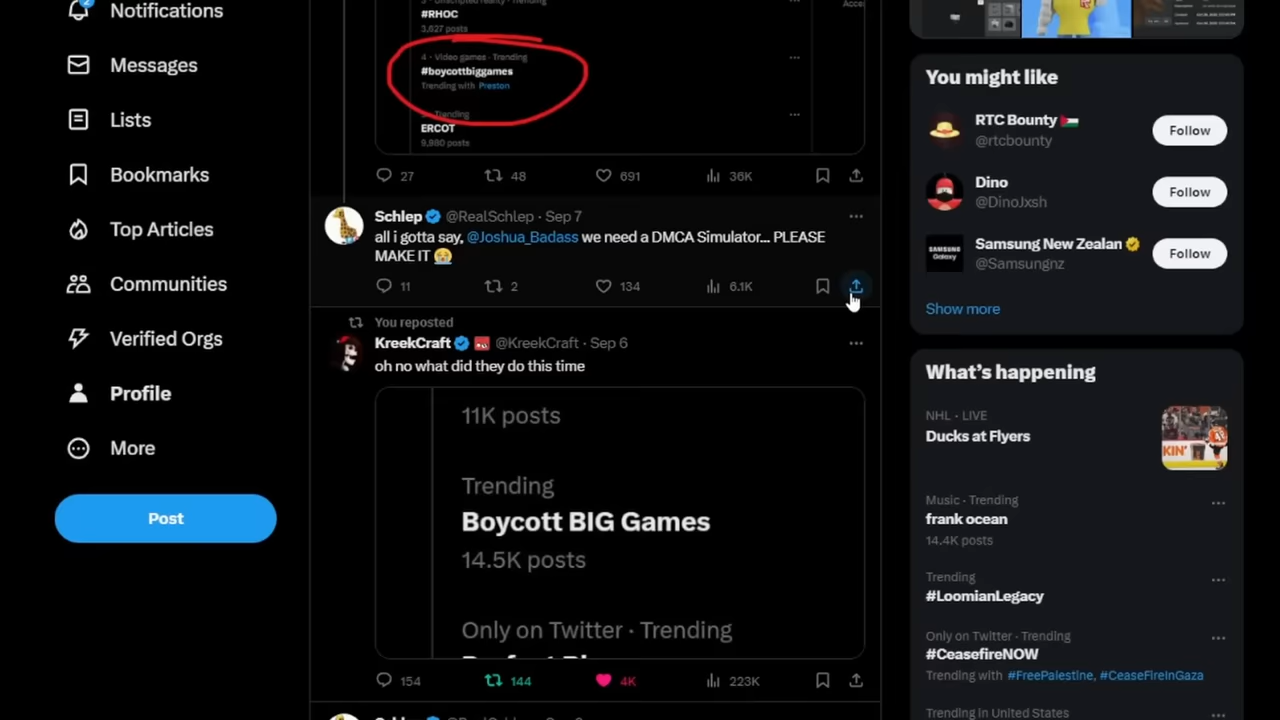 2
Notifications
Messages
Lists
Bookmarks
Top Articles
Communities
Verified Orgs
Profile
More
Post
#RHOC
3,627 posts
4 · Video games · Trending
#boycottbiggames
Trending with Preston
Trending
ERCOT
9,980 posts
27 48 691 36K
Schlep @RealSchlep · Sep 7
all i gotta say, @Joshua_Badass we need a DMCA Simulator... PLEASE
MAKE IT 😭
11 2 134 6.1K
You reposted
KreekCraft @KreekCraft · Sep 6
oh no what did they do this time
11K posts
Trending
Boycott BIG Games
14.5K posts
Only on Twitter · Trending
154 144 4K 223K
You might like
RTC Bounty 🇵🇸
@rtcbounty
Follow
Dino
@DinoJxsh
Follow
SAMSUNG
Galaxy
Samsung New Zealan
@Samsungnz
Follow
Show more
What's happening
NHL · LIVE
Ducks at Flyers
KIN'
Music · Trending
frank ocean
14.4K posts
Trending
#LoomianLegacy
Only on Twitter · Trending
#CeasefireNOW
Trending with #FreePalestine, #CeaseFireInGaza
Trending in United States